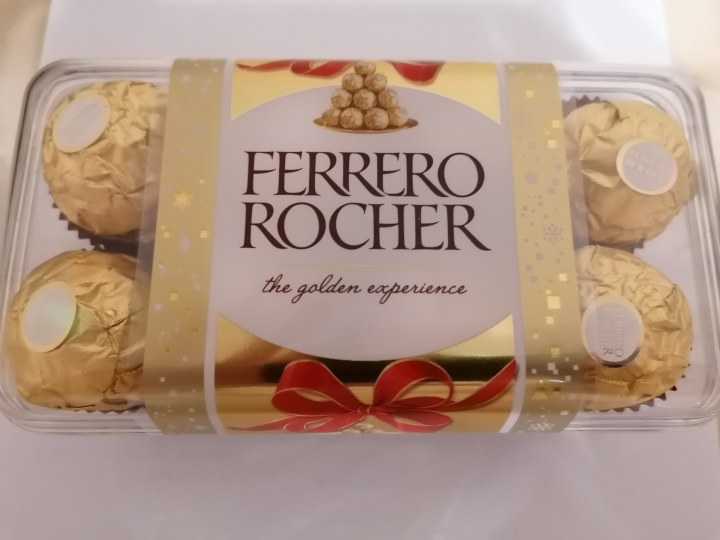 FERRERO
ROCHER
the golden experience